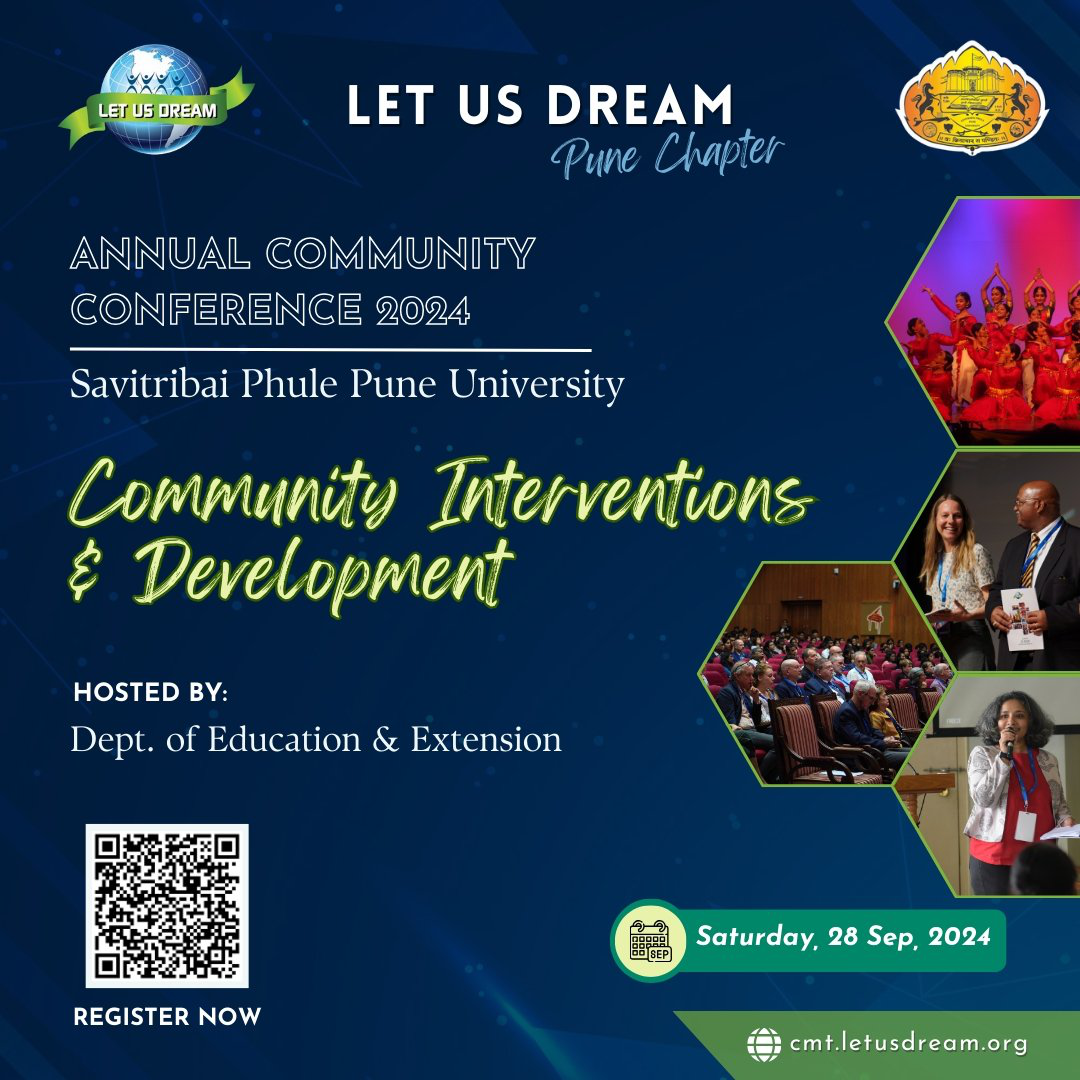 LET US DREAM
LET US DREAM
Pune Chapter
ANNUAL COMMUNITY
CONFERENCE 2024
Savitribai Phule Pune University
Community Interventions
& Development
HOSTED BY:
Dept. of Education & Extension
REGISTER NOW
SEP
Saturday, 28 Sep, 2024
cmt.letusdream.org